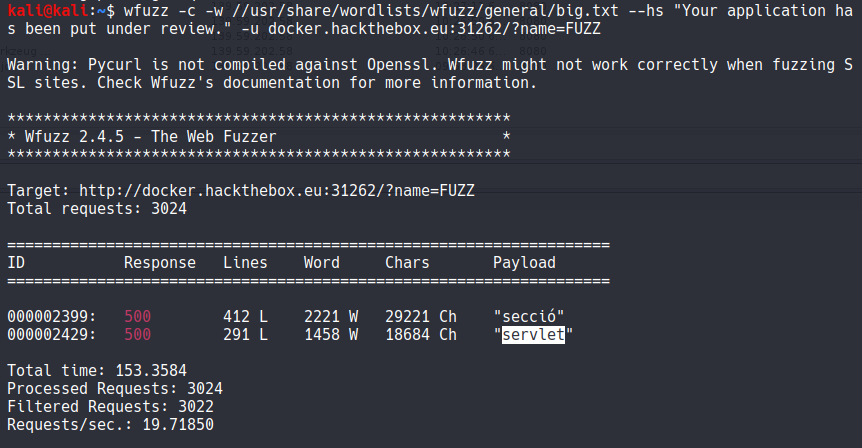 kali@kali:~$ wfuzz -c -w //usr/share/wordlists/wfuzz/general/big.txt --hs "Your application ha
s been put under review." -u docker.hackthebox.eu:31262/?name=FUZZ
Warning: Pycurl is not compiled against Openssl. Wfuzz might not work correctly when fuzzing S
SL sites. Check Wfuzz's documentation for more information.
********************************************************
* Wfuzz 2.4.5 - The Web Fuzzer                         *
********************************************************
Target: http://docker.hackthebox.eu:31262/?name=FUZZ
Total requests: 3024
===================================================================
ID           Response   Lines    Word     Chars       Payload
===================================================================
000002399:   500        412 L    2221 W   29221 Ch    "secció"
000002429:   500        291 L    1458 W   18684 Ch    "servlet"
Total time: 153.3584
Processed Requests: 3024
Filtered Requests: 3022
Requests/sec.: 19.71850